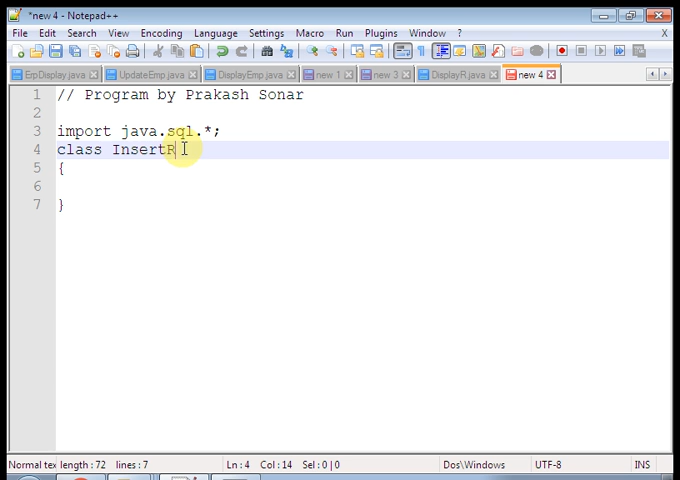 *new 4 - Notepad++
File Edit Search View Encoding Language Settings Macro Run Plugins Window ? X
ErpDisplay.java UpdateEmp.java DisplayEmp.java new 1 new 3 DisplayR.java new 4
1 // Program by Prakash Sonar
2
3 import java.sql.*;
4 class InsertR
5 {
6
7 }
Normal tex length : 72 lines : 7 Ln : 4 Col : 14 Sel : 0 | 0 Dos\Windows UTF-8 INS